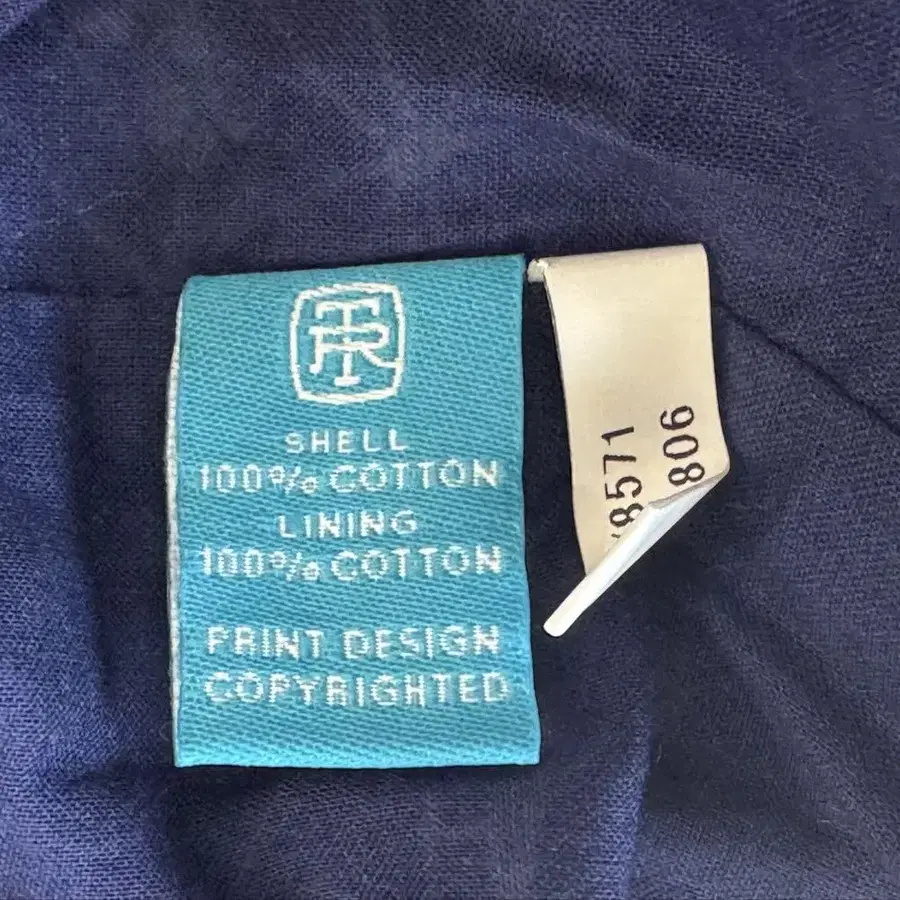 TR
SHELL
100% COTTON
LINING
100% COTTON
PRINT DESIGN
COPYRIGHTED
8571
806